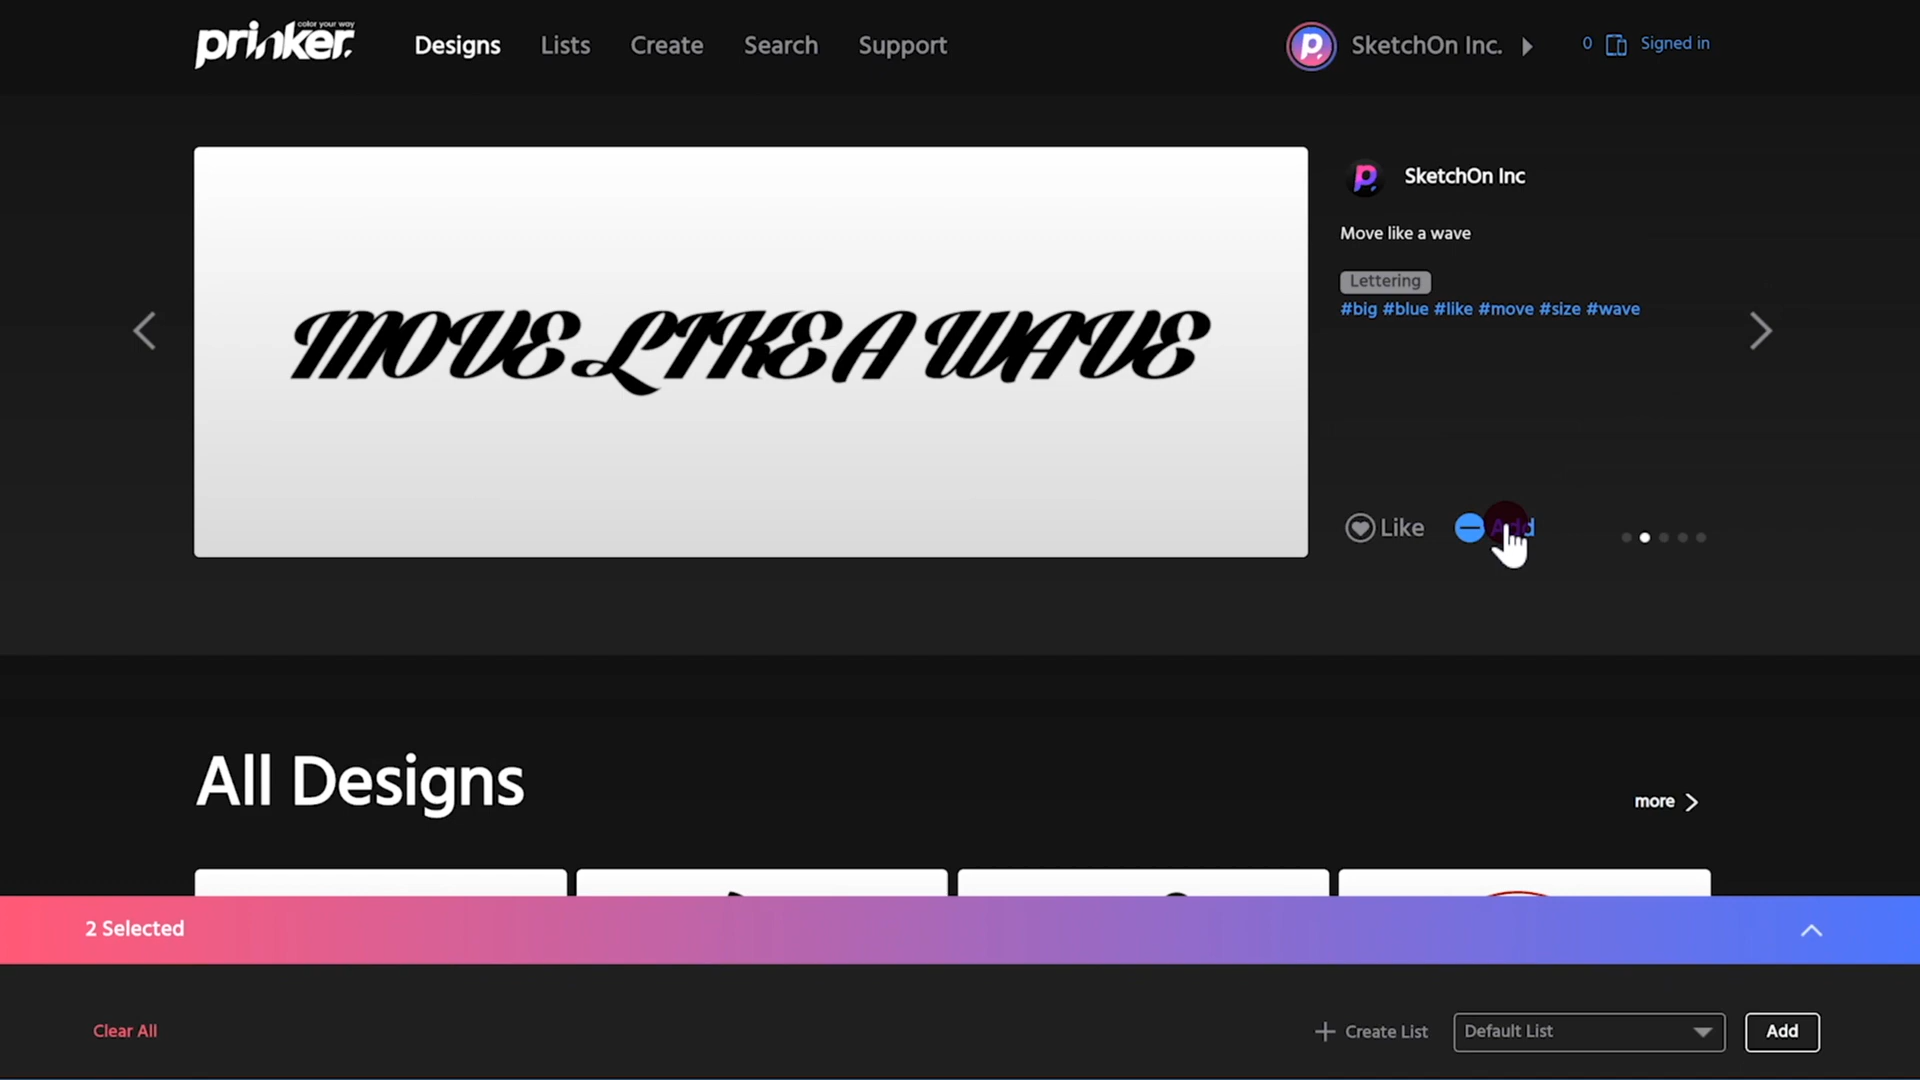 prinker.
color your way
Designs Lists Create Search Support
SketchOn Inc.
0 Signed in
SketchOn Inc
Move like a wave
Lettering
#big #blue #like #move #size #wave
MOVE LIKE A WAVE
Like Add
All Designs
more
2 Selected
Clear All
Create List Default List Add